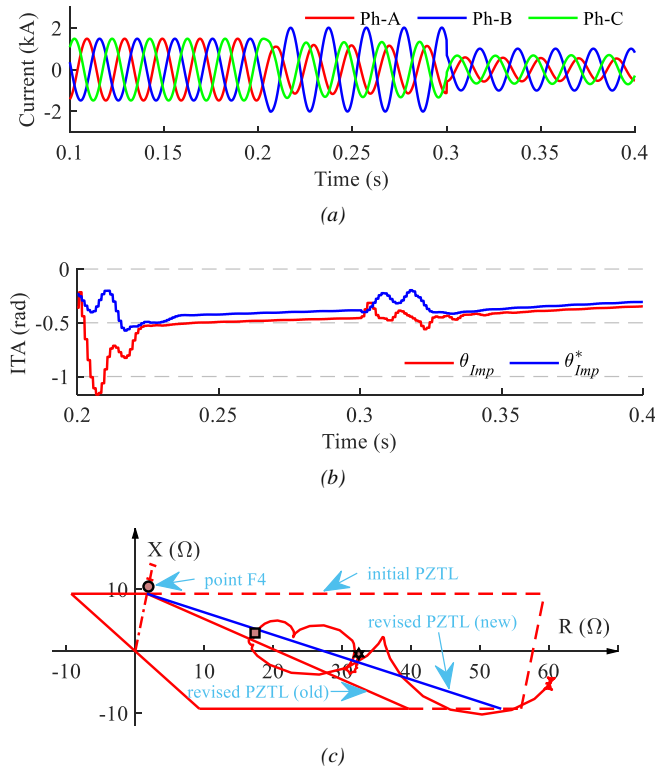 Ph-A Ph-B Ph-C
Current (kA)
2
0
-2
0.1 0.15 0.2 0.25 0.3 0.35 0.4
Time (s)
(a)
ITA (rad)
0
-0.5
-1
θ_Imp θ*_Imp
0.2 0.25 0.3 0.35 0.4
Time (s)
(b)
X (Ω)
10
point F4
initial PZTL
revised PZTL (new)
R (Ω)
-10 0 10 20 30 40 50 60
revised PZTL (old)
-10
(c)